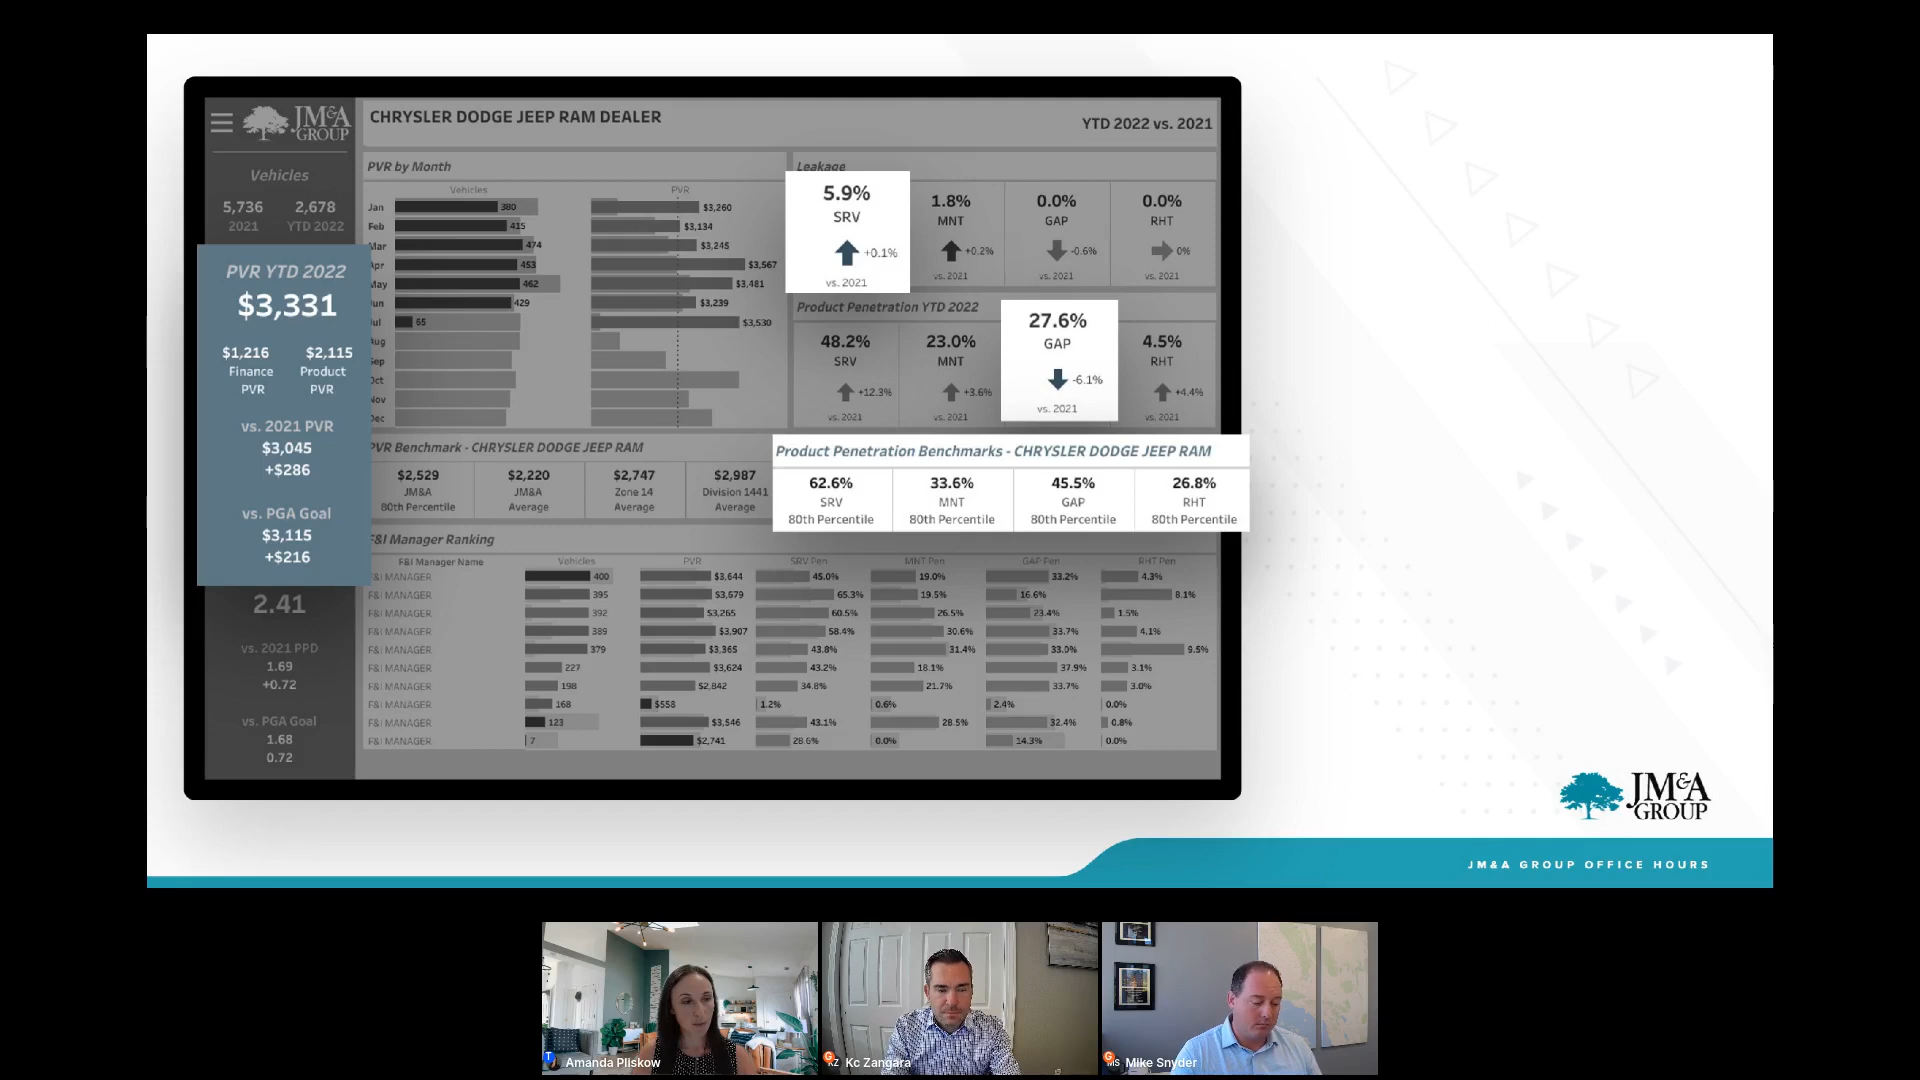 JM&A
GROUP
CHRYSLER DODGE JEEP RAM DEALER
YTD 2022 vs. 2021
Vehicles
5,736 2,678
2021 YTD 2022
PVR YTD 2022
$3,331
$1,216 $2,115
Finance Product
PVR PVR
vs. 2021 PVR
$3,045
+$286
vs. PGA Goal
$3,115
+$216
2.41
vs. 2021 PPD
1.69
+0.72
vs. PGA Goal
1.68
0.72
PVR by Month
Vehicles PVR
Jan 380 $3,260
Feb 415 $3,134
Mar 474 $3,245
Apr 453 $3,567
May 462 $3,481
Jun 429 $3,239
Jul 65 $3,530
Aug
Sep
Oct
Nov
Dec
Leakage
5.9% 1.8% 0.0% 0.0%
SRV MNT GAP RHT
+0.1% +0.2% -0.6% 0%
vs. 2021 vs. 2021 vs. 2021 vs. 2021
Product Penetration YTD 2022
48.2% 23.0% 27.6% 4.5%
SRV MNT GAP RHT
+12.3% +3.6% -6.1% +4.4%
vs. 2021 vs. 2021 vs. 2021 vs. 2021
PVR Benchmark - CHRYSLER DODGE JEEP RAM
$2,529 $2,220 $2,747 $2,987
JM&A JM&A Zone 14 Division 1441
80th Percentile Average Average Average
Product Penetration Benchmarks - CHRYSLER DODGE JEEP RAM
62.6% 33.6% 45.5% 26.8%
SRV MNT GAP RHT
80th Percentile 80th Percentile 80th Percentile 80th Percentile
F&I Manager Ranking
F&I Manager Name Vehicles PVR SRV Pen MNT Pen GAP Pen RHT Pen
F&I MANAGER 400 $3,644 45.0% 19.0% 33.2% 4.3%
F&I MANAGER 395 $3,579 65.3% 19.5% 16.6% 8.1%
F&I MANAGER 392 $3,265 60.5% 26.5% 23.4% 1.5%
F&I MANAGER 389 $3,907 58.4% 30.6% 33.7% 4.1%
F&I MANAGER 379 $3,365 43.8% 31.4% 33.0% 9.5%
F&I MANAGER 227 $3,624 43.2% 18.1% 37.9% 3.1%
F&I MANAGER 198 $2,842 34.8% 21.7% 33.7% 3.0%
F&I MANAGER 168 $558 1.2% 0.6% 2.4% 0.0%
F&I MANAGER 123 $3,546 43.1% 28.5% 32.4% 0.8%
F&I MANAGER 7 $2,741 28.6% 0.0% 14.3% 0.0%
JM&A
GROUP
JM&A GROUP OFFICE HOURS
T Amanda Pliskow
G KZ Kc Zangara
G MS Mike Snyder